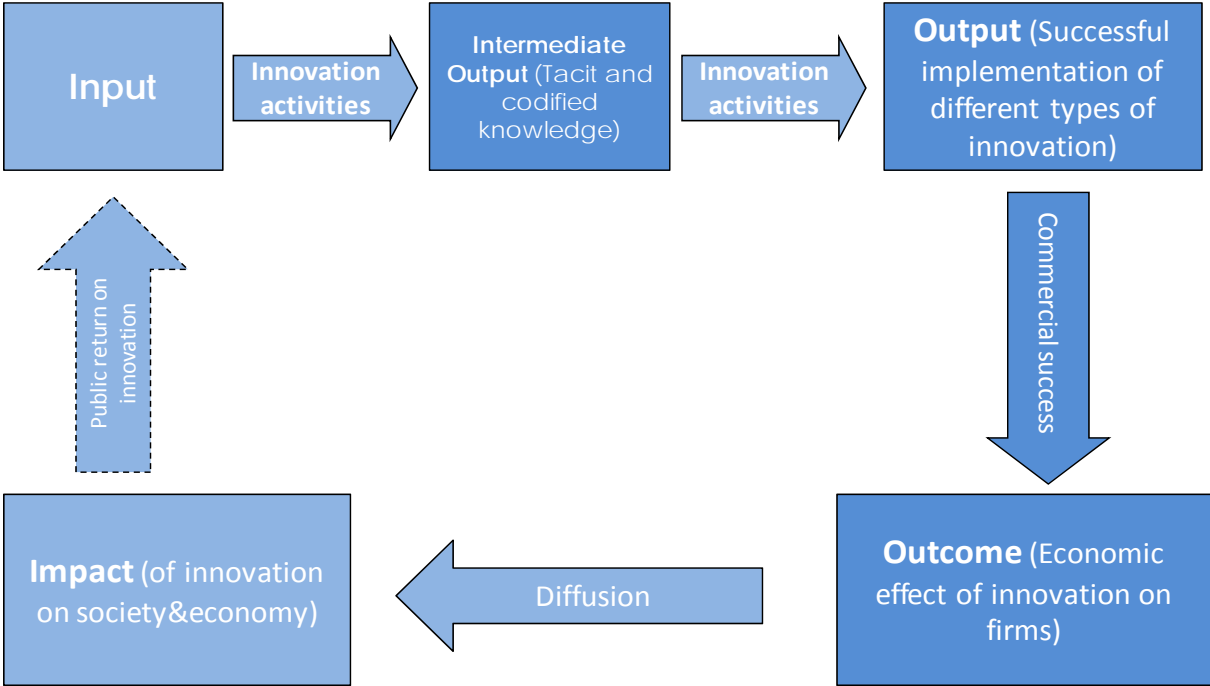 Input
Innovation
activities
Intermediate
Output (Tacit and
codified
knowledge)
Innovation
activities
Output (Successful
implementation of
different types of
innovation)
Commercial success
Outcome (Economic
effect of innovation on
firms)
Diffusion
Impact (of innovation
on society&economy)
Public return on
innovation